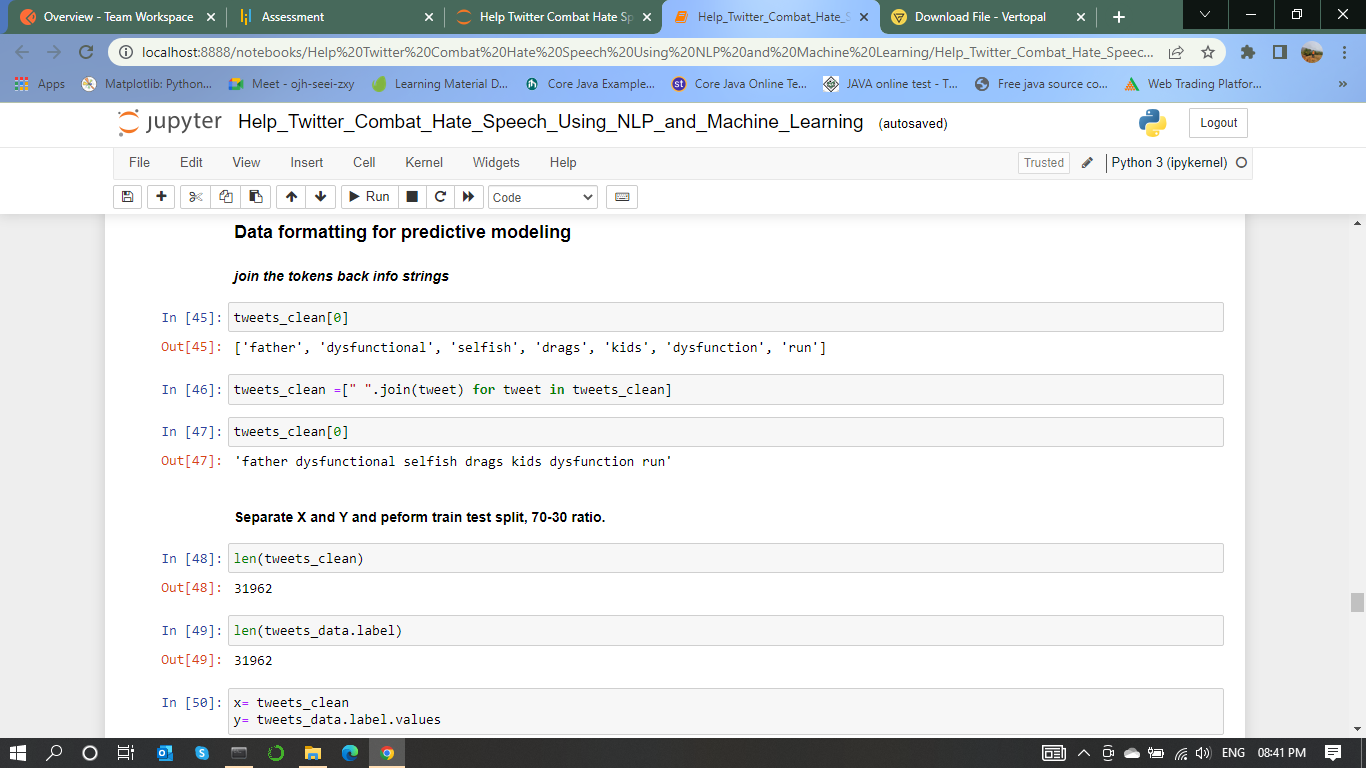 Overview - Team Workspace
Assessment
Help Twitter Combat Hate Sp
Help_Twitter_Combat_Hate_S
Download File - Vertopal
localhost:8888/notebooks/Help%20Twitter%20Combat%20Hate%20Speech%20Using%20NLP%20and%20Machine%20Learning/Help_Twitter_Combat_Hate_Speec...
Apps
Matplotlib: Python...
Meet - ojh-seei-zxy
Learning Material D...
Core Java Example...
Core Java Online Te...
JAVA online test - T...
Free java source co...
Web Trading Platfor...
»
jupyter Help_Twitter_Combat_Hate_Speech_Using_NLP_and_Machine_Learning (autosaved)
Logout
File Edit View Insert Cell Kernel Widgets Help
Trusted
Python 3 (ipykernel)
Run
Code
Data formatting for predictive modeling
join the tokens back info strings
In [45]: tweets_clean[0]
Out[45]: ['father', 'dysfunctional', 'selfish', 'drags', 'kids', 'dysfunction', 'run']
In [46]: tweets_clean =[" ".join(tweet) for tweet in tweets_clean]
In [47]: tweets_clean[0]
Out[47]: 'father dysfunctional selfish drags kids dysfunction run'
Separate X and Y and peform train test split, 70-30 ratio.
In [48]: len(tweets_clean)
Out[48]: 31962
In [49]: len(tweets_data.label)
Out[49]: 31962
In [50]: x= tweets_clean
y= tweets_data.label.values
ENG 08:41 PM